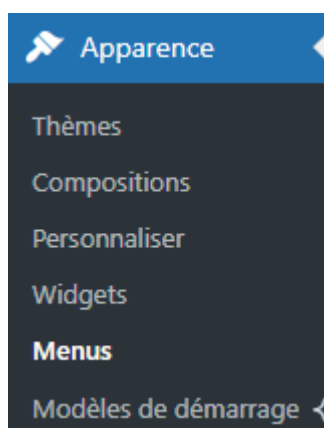 Apparence
Thèmes
Compositions
Personnaliser
Widgets
Menus
Modèles de démarrage